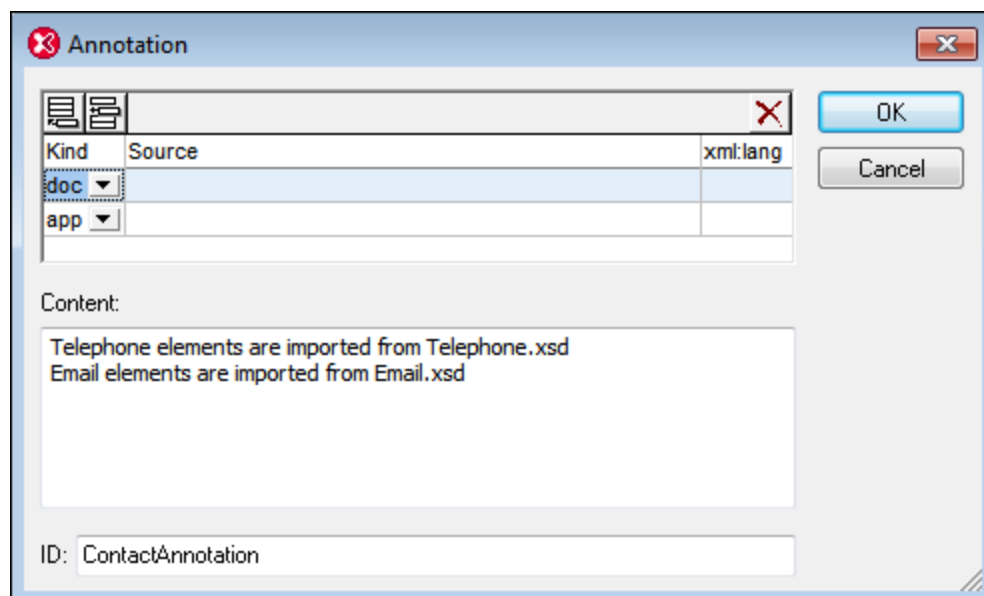 Annotation
OK
Kind Source xml:lang
Cancel
doc
app
Content:
Telephone elements are imported from Telephone.xsd
Email elements are imported from Email.xsd
ID: ContactAnnotation